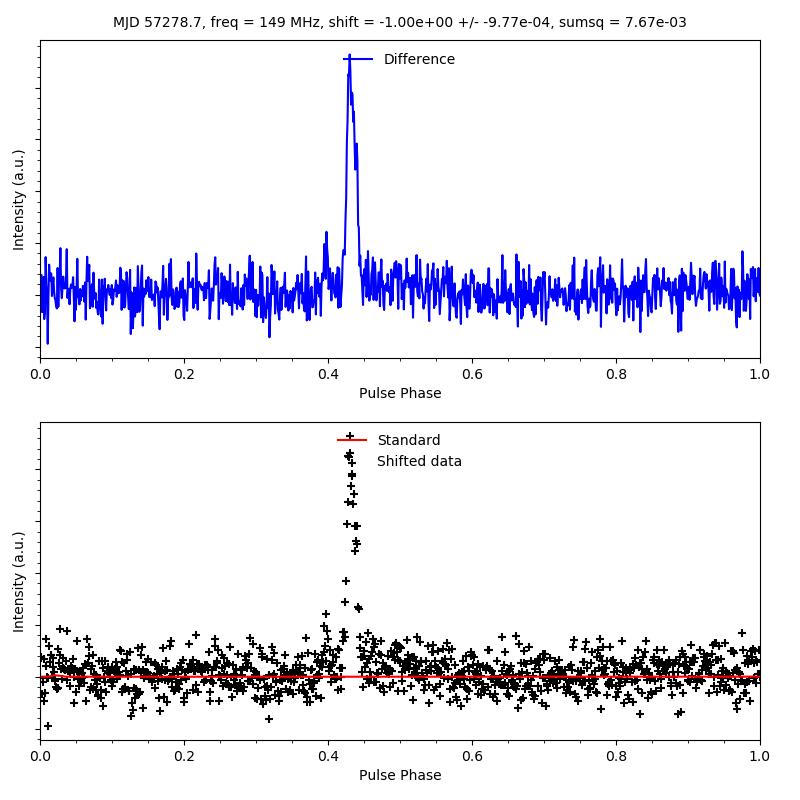 MJD 57278.7, freq = 149 MHz, shift = -1.00e+00 +/- -9.77e-04, sumsq = 7.67e-03
Difference
Intensity (a.u.)
0.0 0.2 0.4 0.6 0.8 1.0
Pulse Phase
Standard
Shifted data
Intensity (a.u.)
0.0 0.2 0.4 0.6 0.8 1.0
Pulse Phase